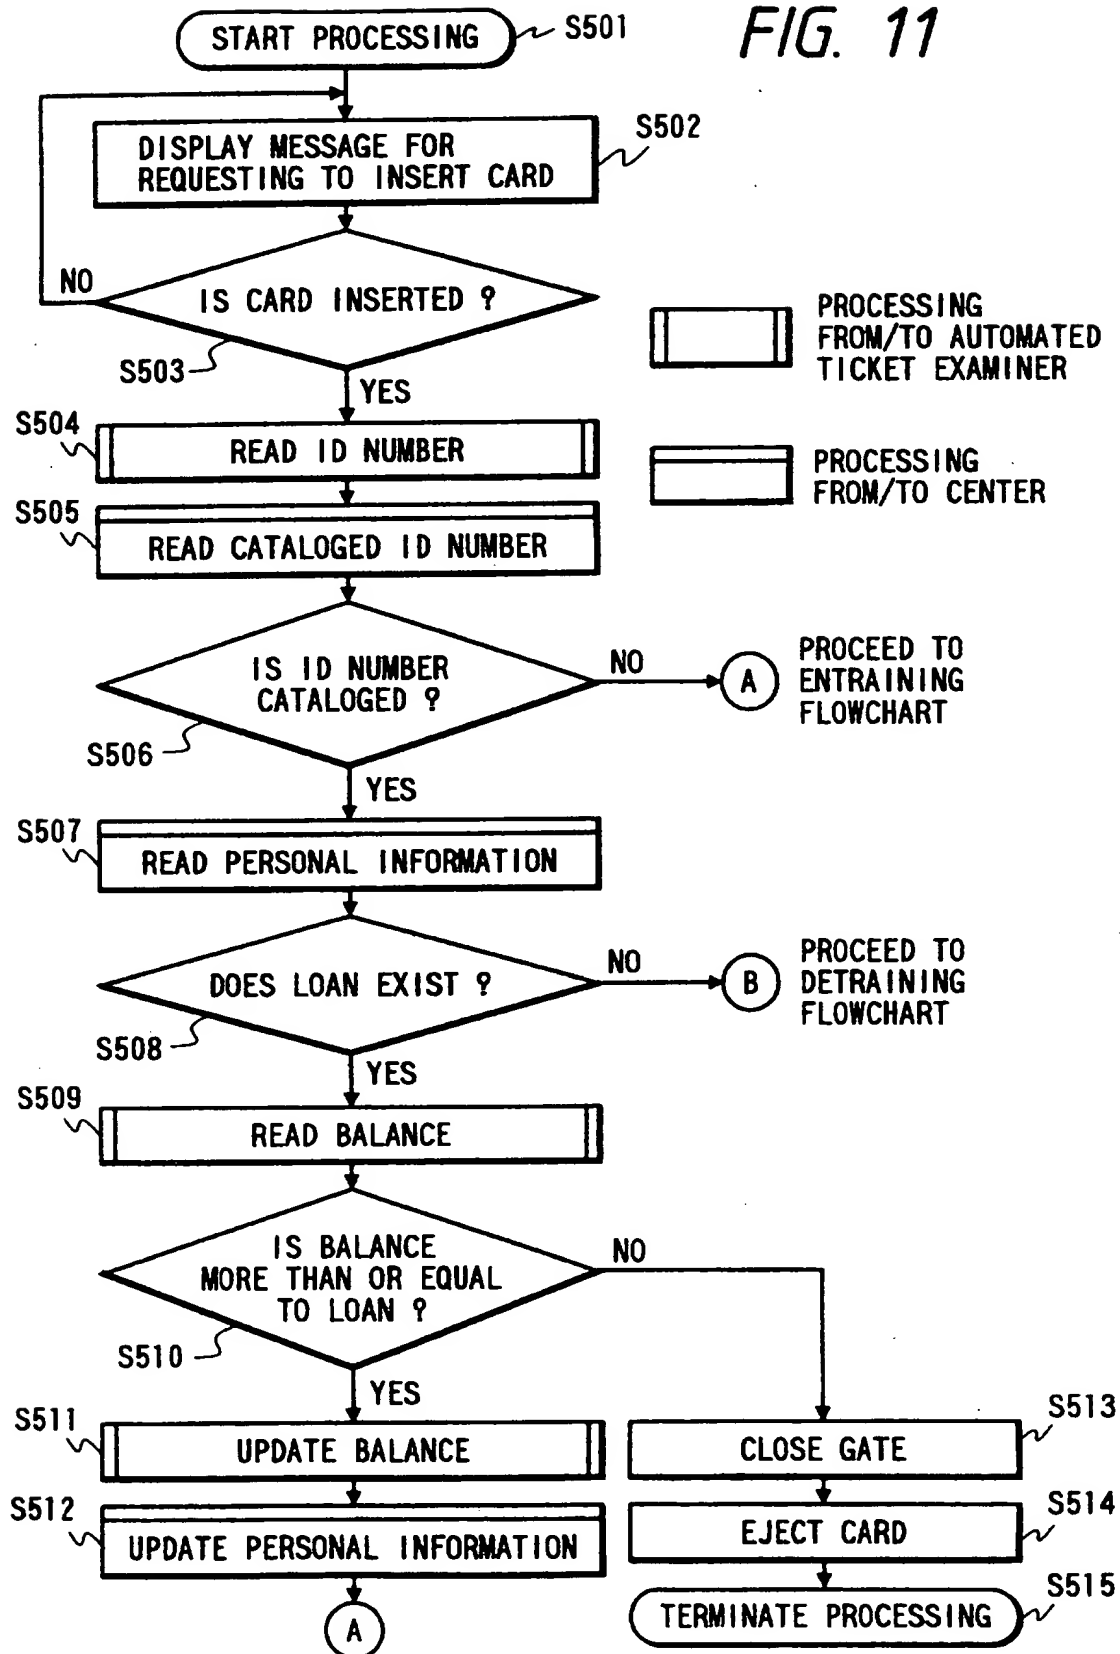 FIG. 11
START PROCESSING
S501
DISPLAY MESSAGE FOR
REQUESTING TO INSERT CARD
S502
NO
IS CARD INSERTED ?
S503
YES
PROCESSING
FROM/TO AUTOMATED
TICKET EXAMINER
PROCESSING
FROM/TO CENTER
S504
READ ID NUMBER
S505
READ CATALOGED ID NUMBER
IS ID NUMBER
CATALOGED ?
S506
NO
A
PROCEED TO
ENTRAINING
FLOWCHART
YES
S507
READ PERSONAL INFORMATION
DOES LOAN EXIST ?
S508
NO
B
PROCEED TO
DETRAINING
FLOWCHART
YES
S509
READ BALANCE
IS BALANCE
MORE THAN OR EQUAL
TO LOAN ?
S510
NO
YES
S511
UPDATE BALANCE
S512
UPDATE PERSONAL INFORMATION
A
S513
CLOSE GATE
S514
EJECT CARD
S515
TERMINATE PROCESSING